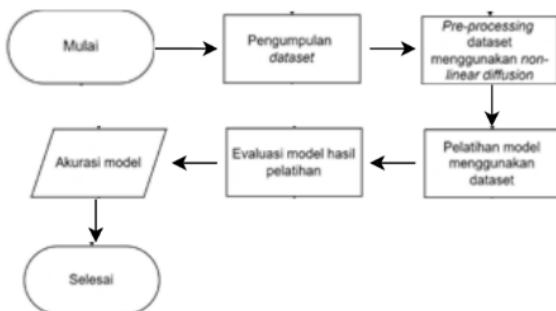 Mulai
Pengumpulan
dataset
Pre-processing
dataset
menggunakan non-
linear diffusion
Pelatihan model
menggunakan
dataset
Evaluasi model hasil
pelatihan
Akurasi model
Selesai